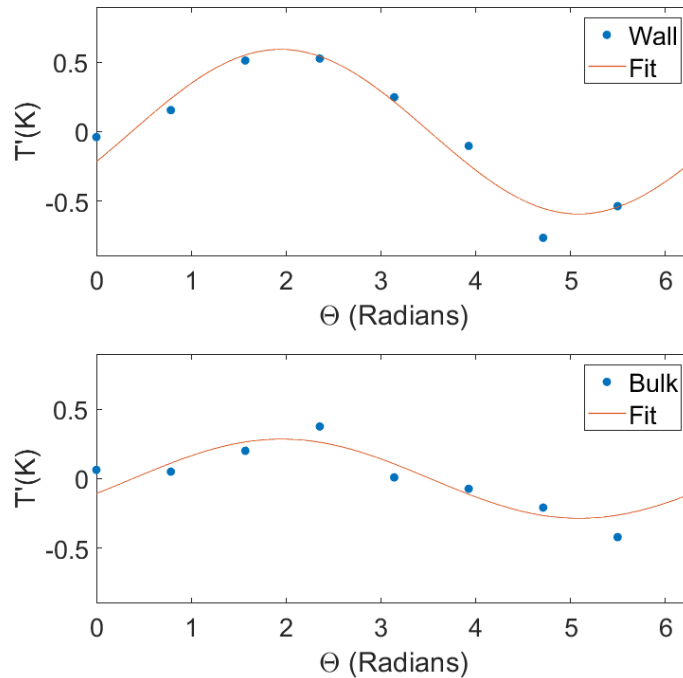 T'(K)
0.5
0
-0.5
Wall
Fit
0 1 2 3 4 5 6
Θ (Radians)
T'(K)
0.5
0
-0.5
Bulk
Fit
0 1 2 3 4 5 6
Θ (Radians)